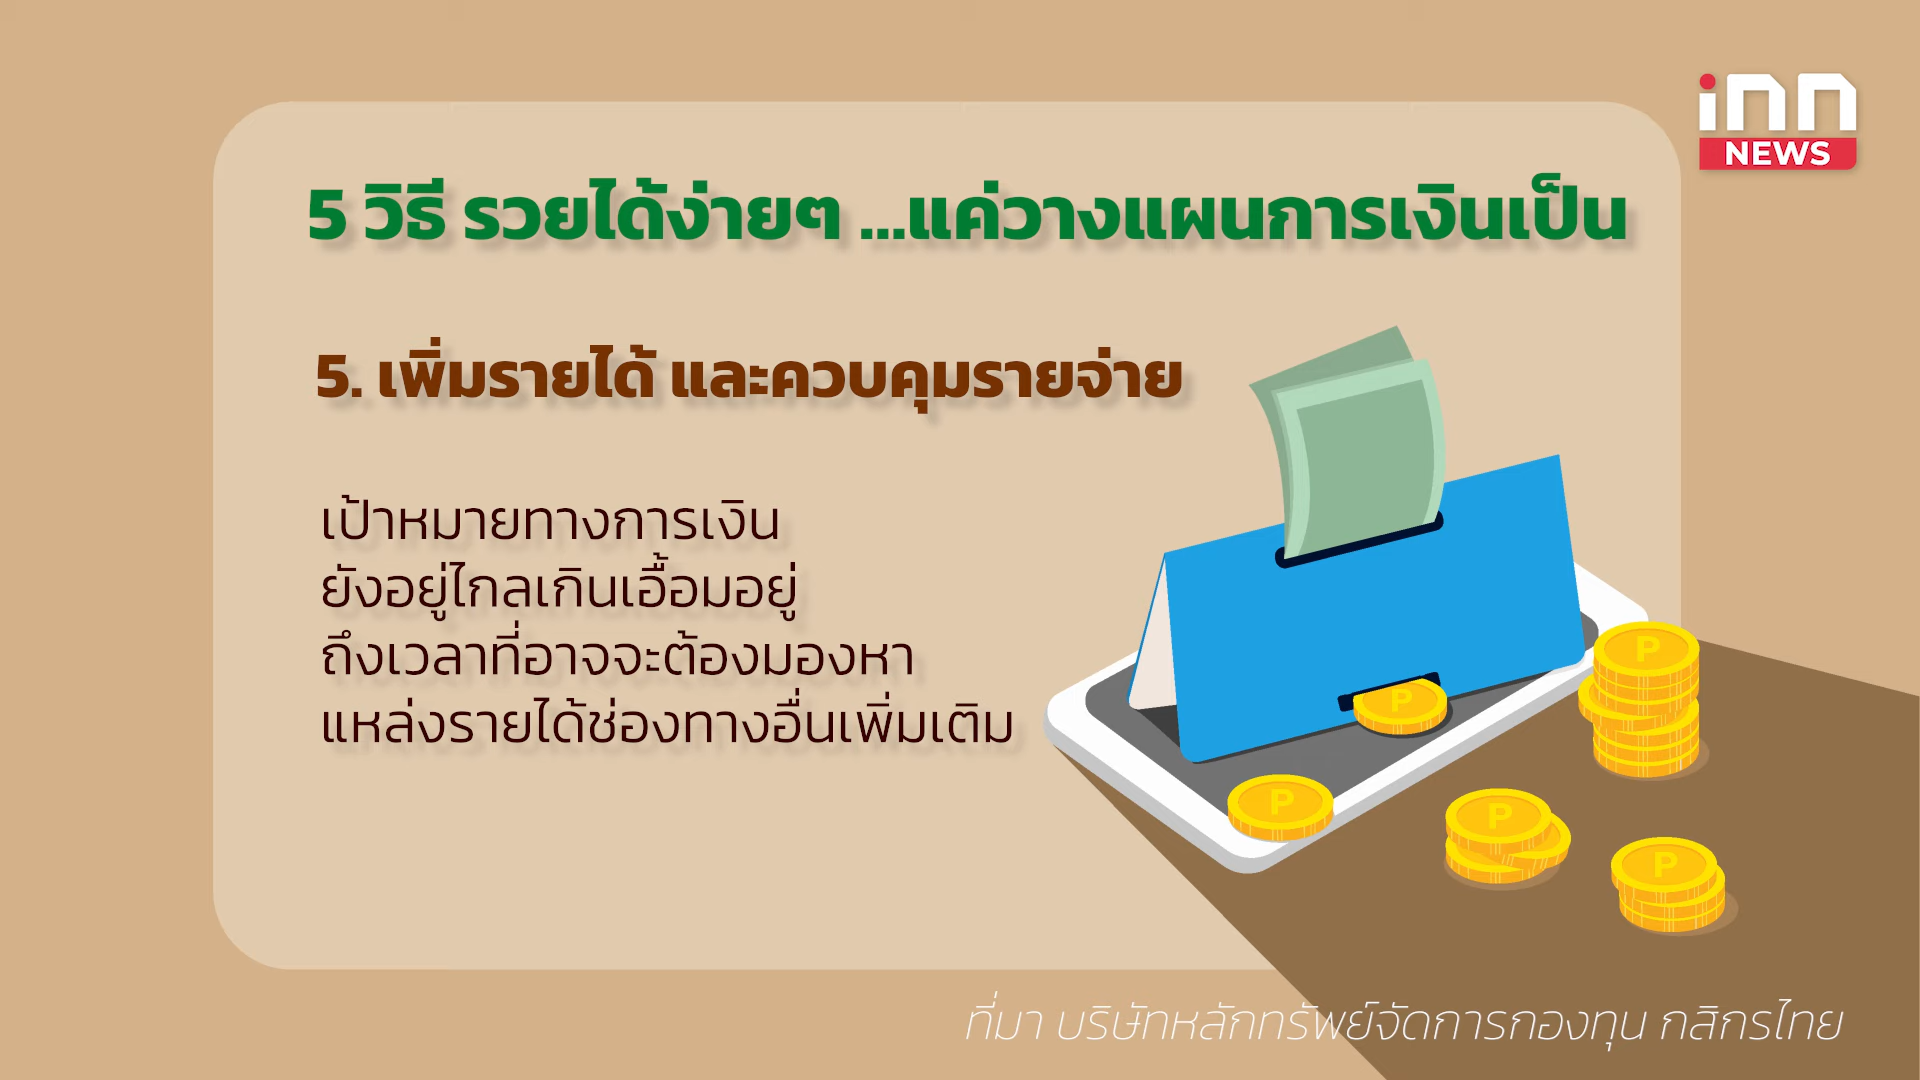 inn
NEWS
5 วิธี รวยได้ง่ายๆ ...แค่วางแผนการเงินเป็น
5. เพิ่มรายได้ และควบคุมรายจ่าย
เป้าหมายทางการเงิน
ยังอยู่ไกลเกินเอื้อมอยู่
ถึงเวลาที่อาจจะต้องมองหา
แหล่งรายได้ช่องทางอื่นเพิ่มเติม
P
P
P
P
P
ที่มา บริษัทหลักทรัพย์จัดการกองทุน กสิกรไทย